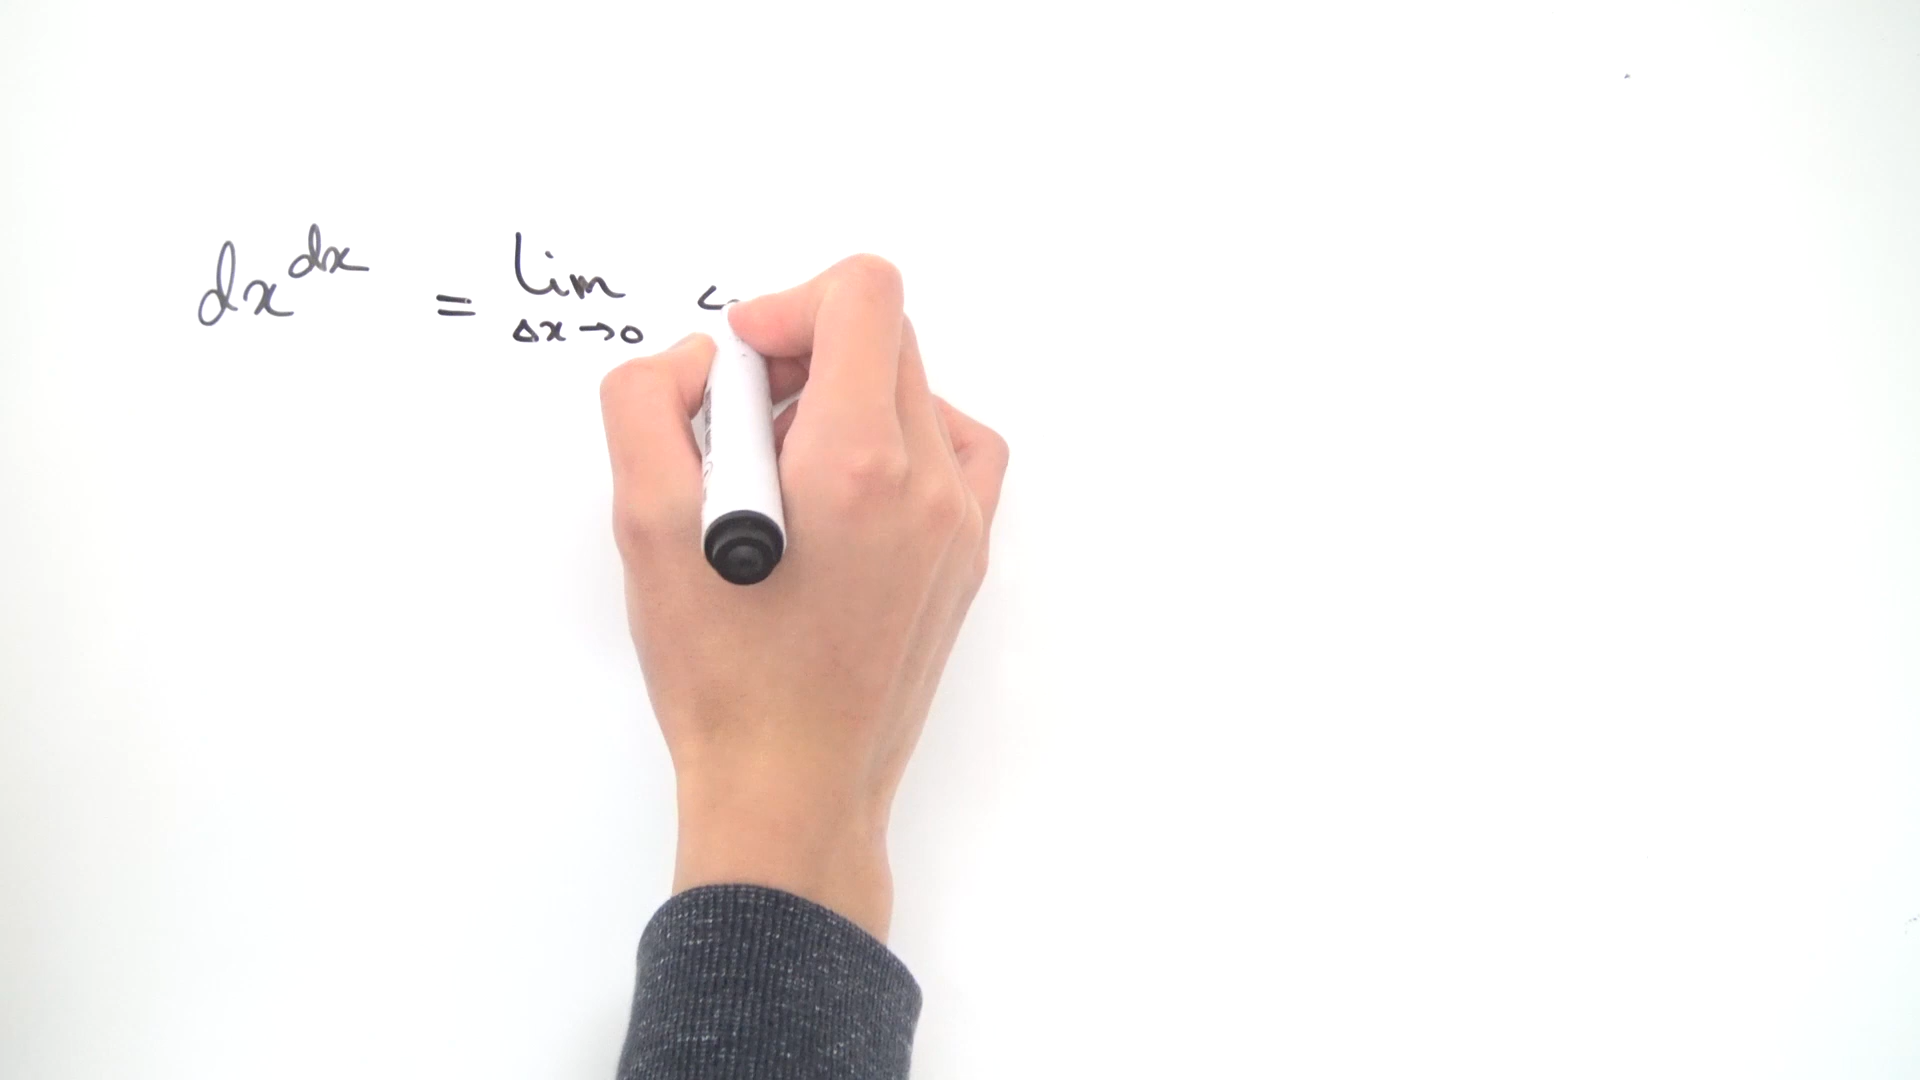 dx^dx = lim
Δx→0